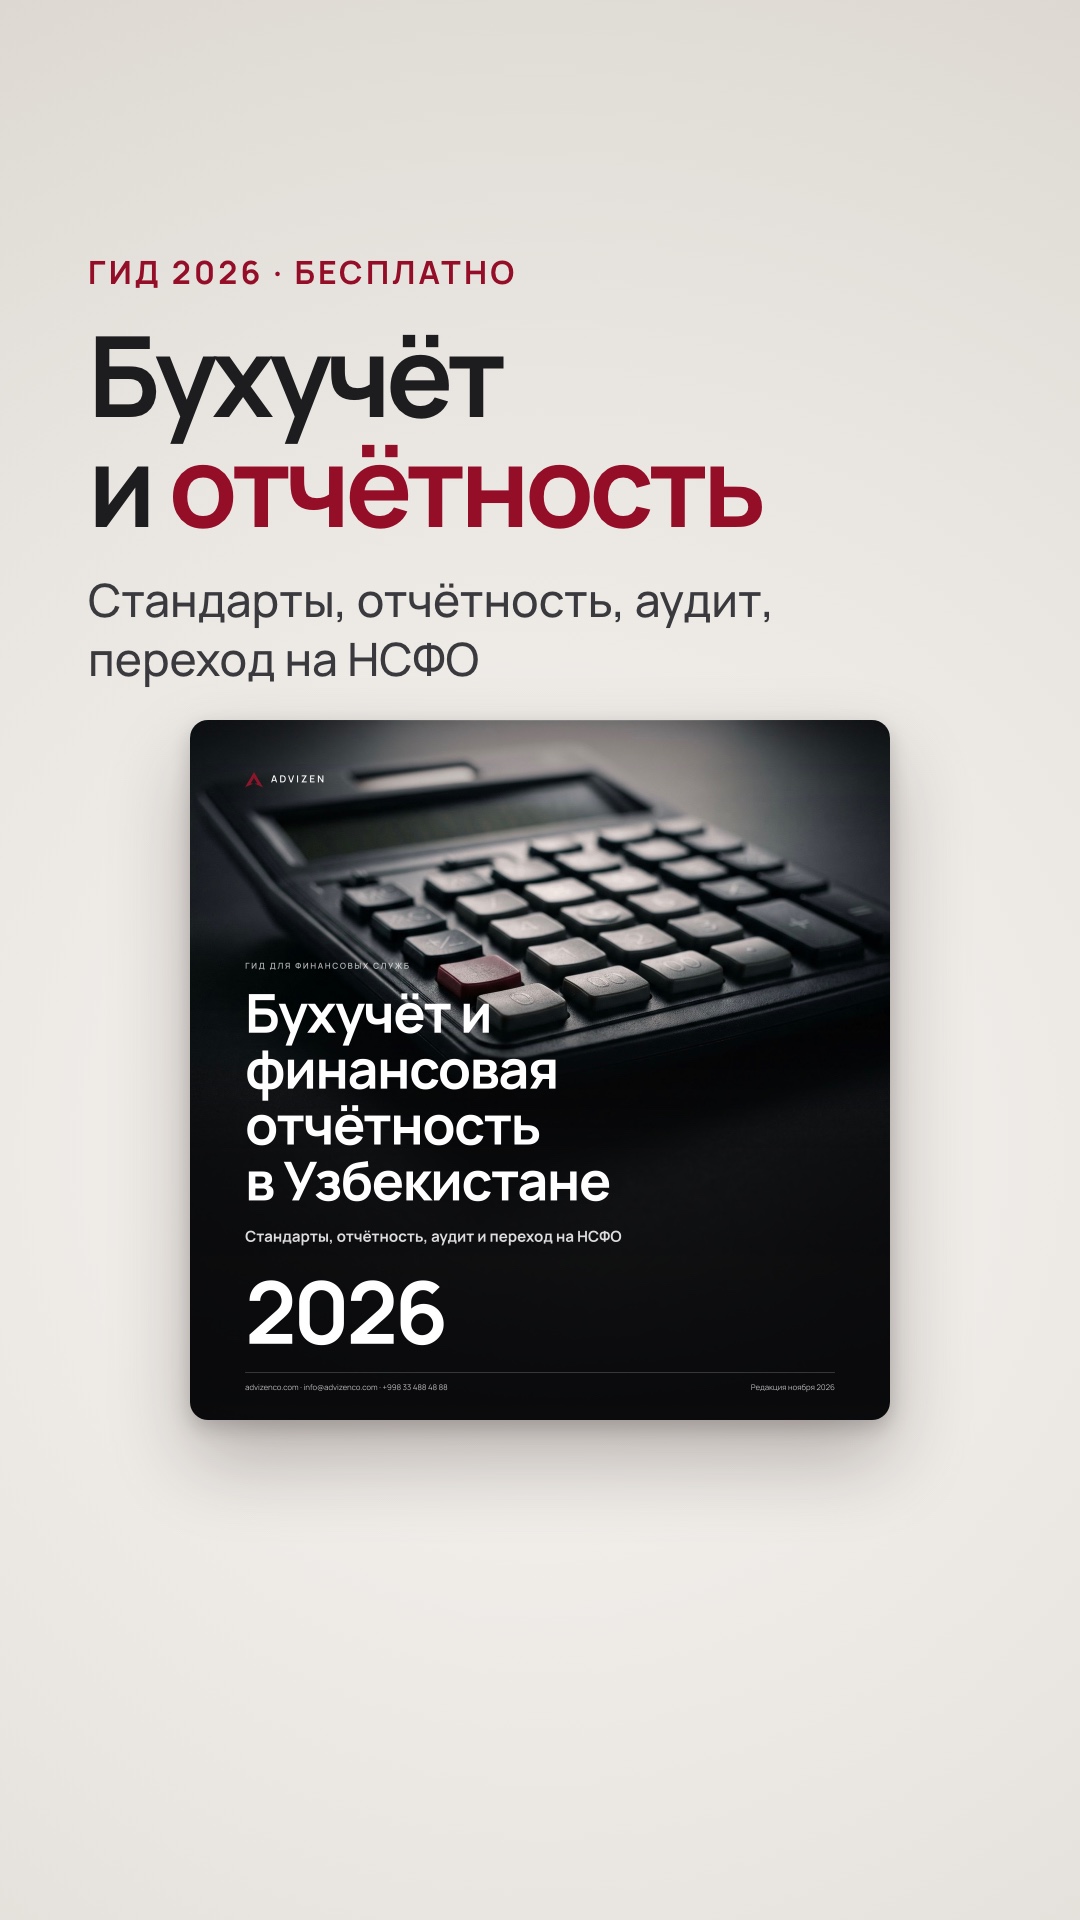 ГИД 2026 · БЕСПЛАТНО
Бухучёт
и отчётность
Стандарты, отчётность, аудит,
переход на НСФО
ADVIZEN
ГИД ДЛЯ ФИНАНСОВЫХ СЛУЖБ
Бухучёт и
финансовая
отчётность
в Узбекистане
Стандарты, отчётность, аудит и переход на НСФО
2026
advizenco.com · info@advizenco.com · +998 33 488 48 88
Редакция ноября 2026